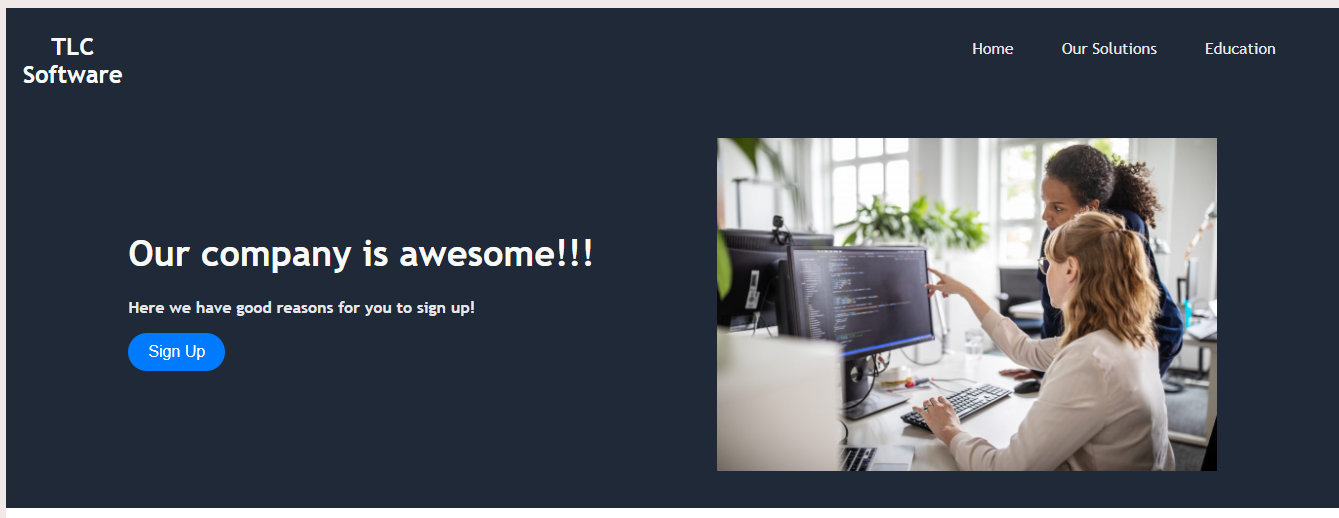 TLC
Software
Home
Our Solutions
Education
Our company is awesome!!!
Here we have good reasons for you to sign up!
Sign Up